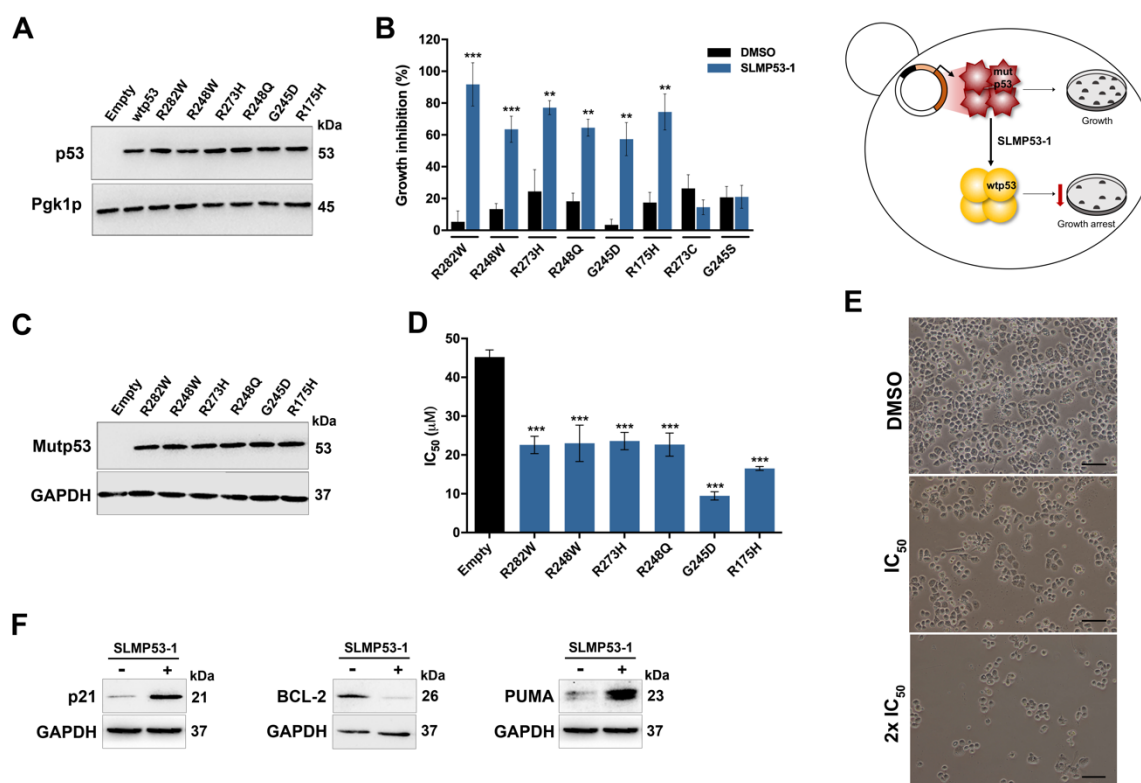 A
Empty
wtp53
R282W
R248W
R273H
R248Q
G245D
R175H
kDa
p53
53
Pgk1p
45
B
DMSO
SLMP53-1
Growth inhibition (%)
120
100
80
60
40
20
0
***
***
**
**
**
**
R282W
R248W
R273H
R248Q
G245D
R175H
R273C
G245S
mut
p53
Growth
SLMP53-1
wtp53
Growth arrest
C
Empty
R282W
R248W
R273H
R248Q
G245D
R175H
kDa
Mutp53
53
GAPDH
37
D
IC50 (μM)
50
40
30
20
10
0
***
***
***
***
***
***
Empty
R282W
R248W
R273H
R248Q
G245D
R175H
E
DMSO
IC50
2x IC50
F
SLMP53-1
- +
kDa
p21
21
GAPDH
37
SLMP53-1
- +
kDa
BCL-2
26
GAPDH
37
SLMP53-1
- +
kDa
PUMA
23
GAPDH
37